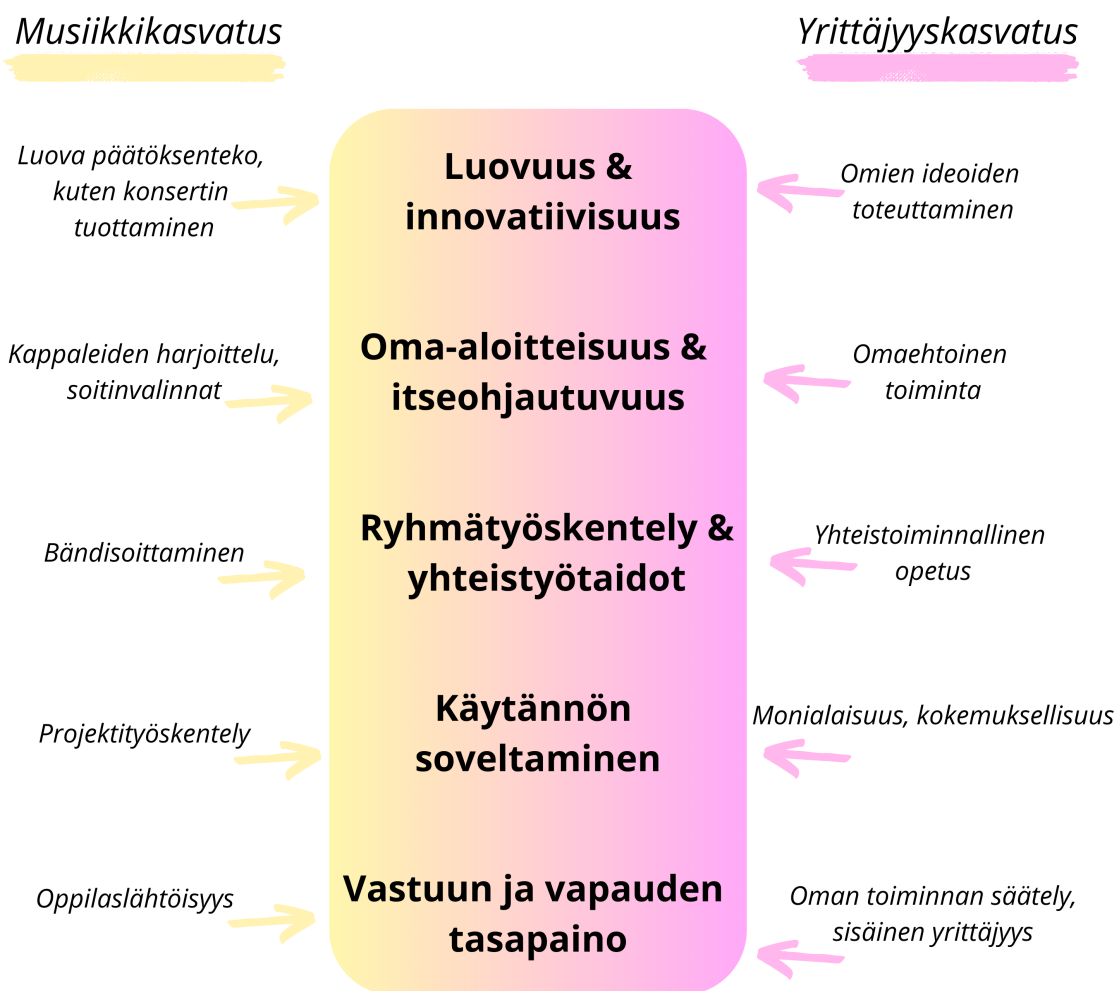 Musiikkikasvatus
Yrittäjyyskasvatus
Luova päätöksenteko,
kuten konsertin
tuottaminen
Luovuus &
innovatiivisuus
Omien ideoiden
toteuttaminen
Kappaleiden harjoittelu,
soitinvalinnat
Oma-aloitteisuus &
itseohjautuvuus
Omaehtoinen
toiminta
Bändisoittaminen
Ryhmätyöskentely &
yhteistyötaidot
Yhteistoiminnallinen
opetus
Projektityöskentely
Käytännön
soveltaminen
Monialaisuus, kokemuksellisuus
Oppilaslähtöisyys
Vastuun ja vapauden
tasapaino
Oman toiminnan säätely,
sisäinen yrittäjyys